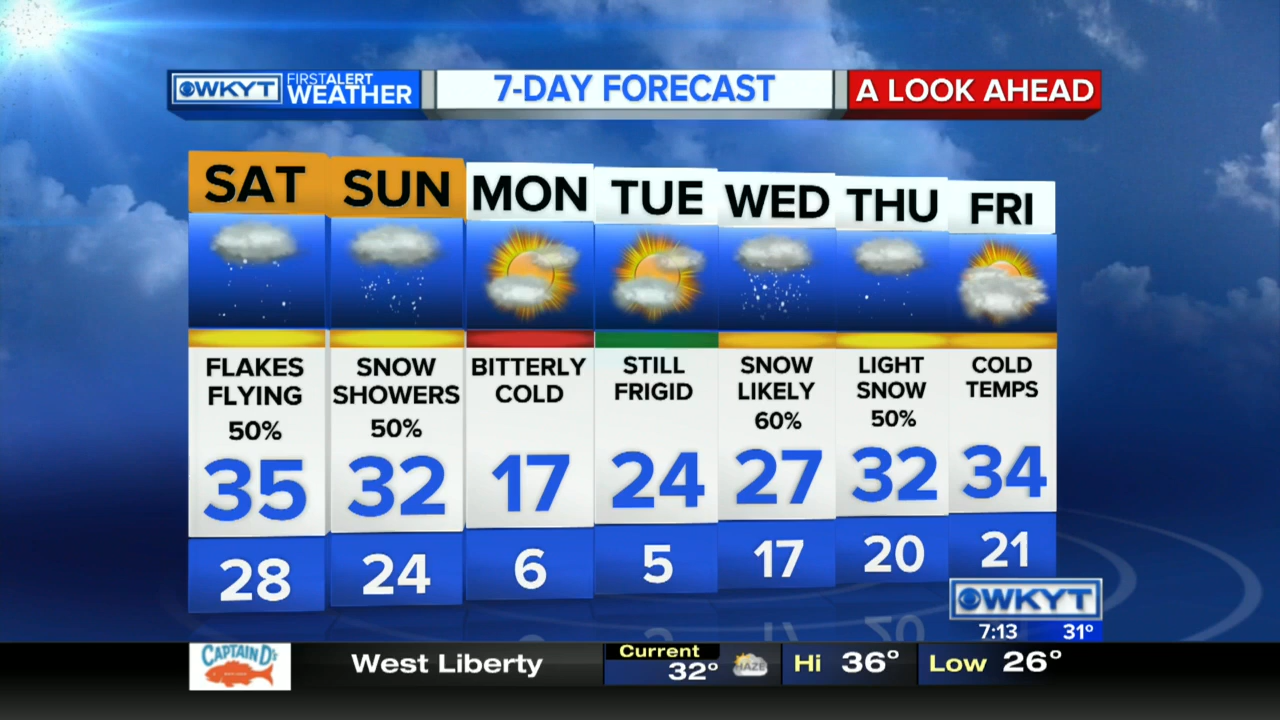 WKYT
FIRST ALERT
WEATHER
7-DAY FORECAST
A LOOK AHEAD
SAT SUN MON TUE WED THU FRI
FLAKES
FLYING
50%
35
28
SNOW
SHOWERS
50%
32
24
BITTERLY
COLD
17
6
STILL
FRIGID
24
5
SNOW
LIKELY
60%
27
17
LIGHT
SNOW
50%
32
20
COLD
TEMPS
34
21
WKYT
7:13 31°
CAPTAIN D's
West Liberty
Current
32°
HAZE
Hi 36°
Low 26°